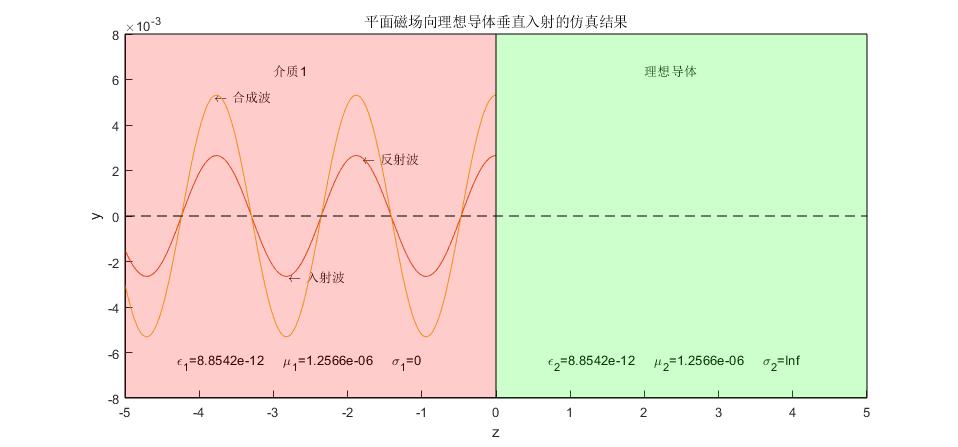 平面磁场向理想导体垂直入射的仿真结果
×10⁻³
8
6
4
2
0
-2
-4
-6
-8
y
介质1
理想导体
← 合成波
← 反射波
← 入射波
ϵ₁=8.8542e-12 μ₁=1.2566e-06 σ₁=0
ϵ₂=8.8542e-12 μ₂=1.2566e-06 σ₂=Inf
-5 -4 -3 -2 -1 0 1 2 3 4 5
z